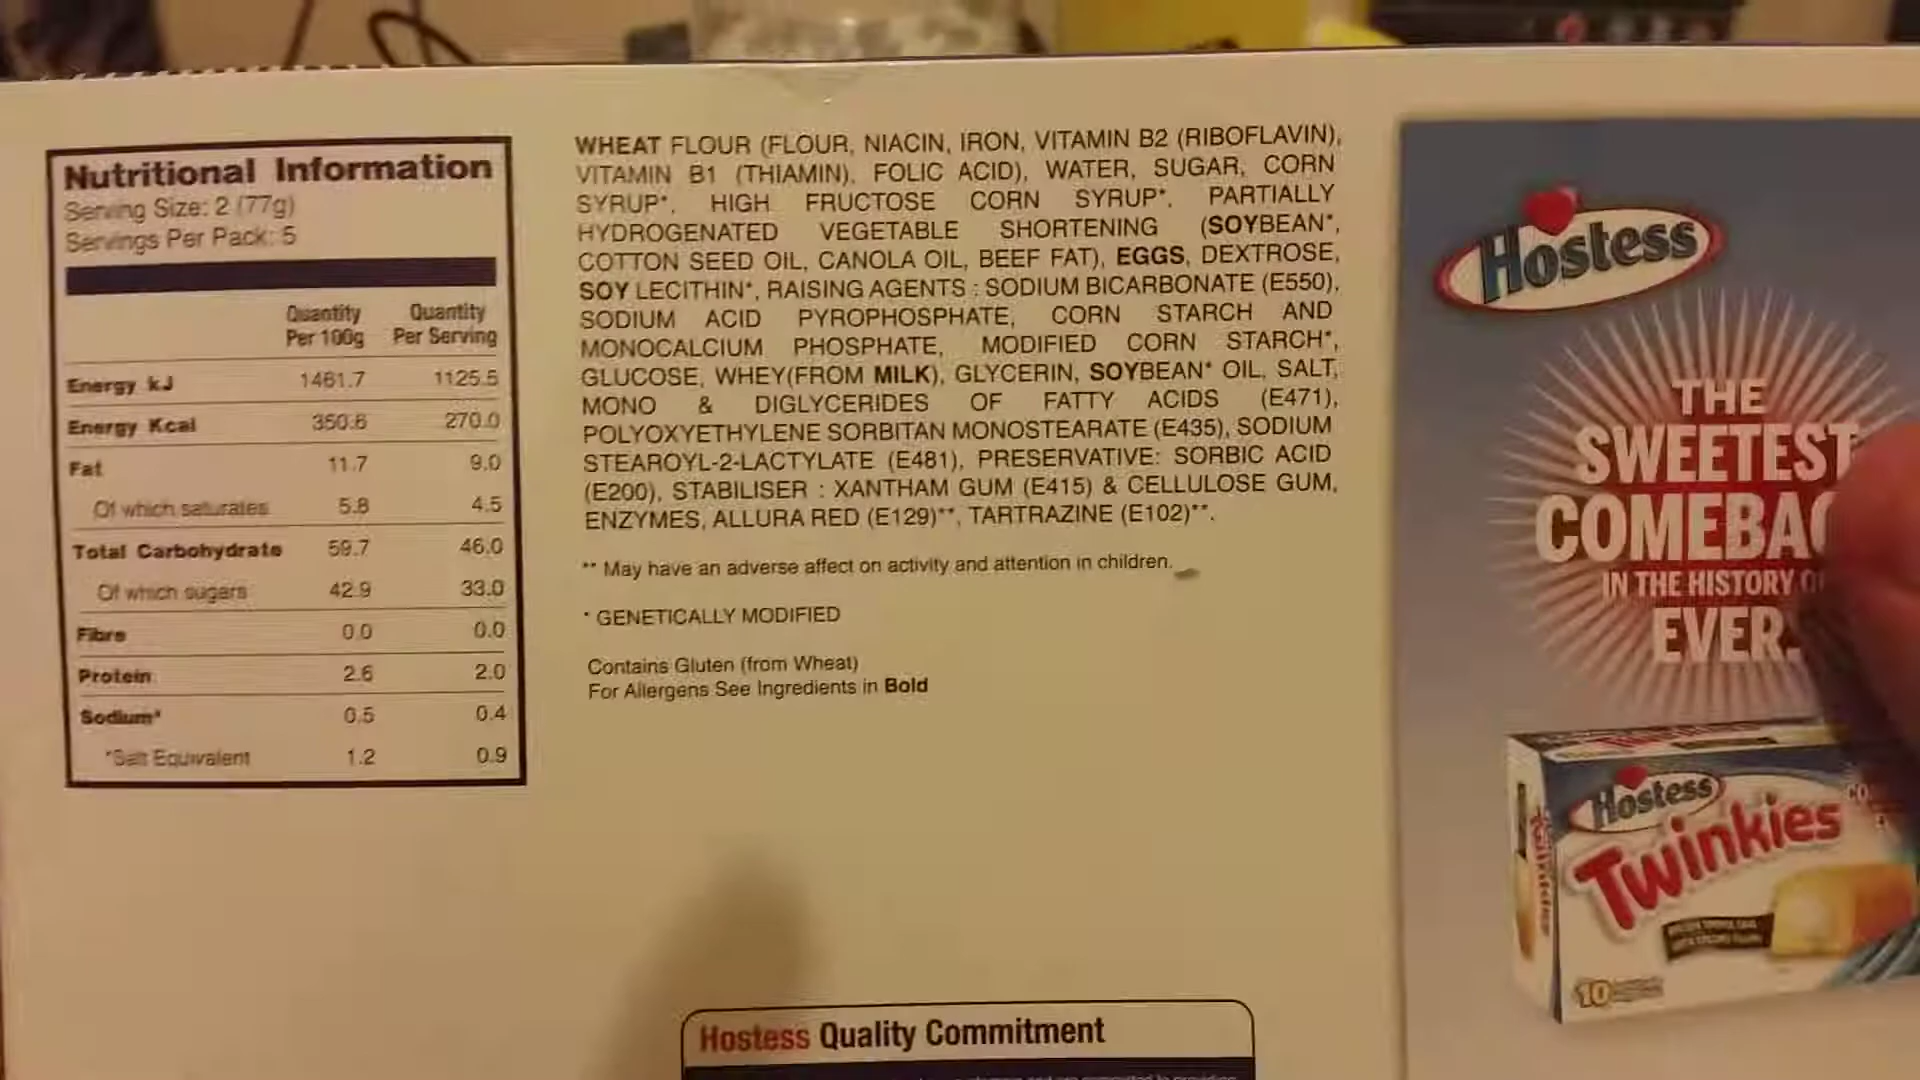 Nutritional Information
Serving Size: 2 (77g)
Servings Per Pack: 5
Quantity Quantity
Per 100g Per Serving
Energy kJ 1461.7 1125.5
Energy Kcal 350.6 270.0
Fat 11.7 9.0
Of which saturates 5.8 4.5
Total Carbohydrate 59.7 46.0
Of which sugars 42.9 33.0
Fibre 0.0 0.0
Protein 2.6 2.0
Sodium* 0.5 0.4
*Salt Equivalent 1.2 0.9
WHEAT FLOUR (FLOUR, NIACIN, IRON, VITAMIN B2 (RIBOFLAVIN),
VITAMIN B1 (THIAMIN), FOLIC ACID), WATER, SUGAR, CORN
SYRUP*, HIGH FRUCTOSE CORN SYRUP*, PARTIALLY
HYDROGENATED VEGETABLE SHORTENING (SOYBEAN*,
COTTON SEED OIL, CANOLA OIL, BEEF FAT), EGGS, DEXTROSE,
SOY LECITHIN*, RAISING AGENTS : SODIUM BICARBONATE (E550),
SODIUM ACID PYROPHOSPHATE, CORN STARCH AND
MONOCALCIUM PHOSPHATE, MODIFIED CORN STARCH*,
GLUCOSE, WHEY(FROM MILK), GLYCERIN, SOYBEAN* OIL, SALT,
MONO & DIGLYCERIDES OF FATTY ACIDS (E471),
POLYOXYETHYLENE SORBITAN MONOSTEARATE (E435), SODIUM
STEAROYL-2-LACTYLATE (E481), PRESERVATIVE: SORBIC ACID
(E200), STABILISER : XANTHAM GUM (E415) & CELLULOSE GUM,
ENZYMES, ALLURA RED (E129)**, TARTRAZINE (E102)**.
** May have an adverse affect on activity and attention in children.
* GENETICALLY MODIFIED
Contains Gluten (from Wheat)
For Allergens See Ingredients in Bold
Hostess Quality Commitment
Hostess
THE
SWEETEST
COMEBAC
IN THE HISTORY O
EVER.
Hostess
Twinkies
10